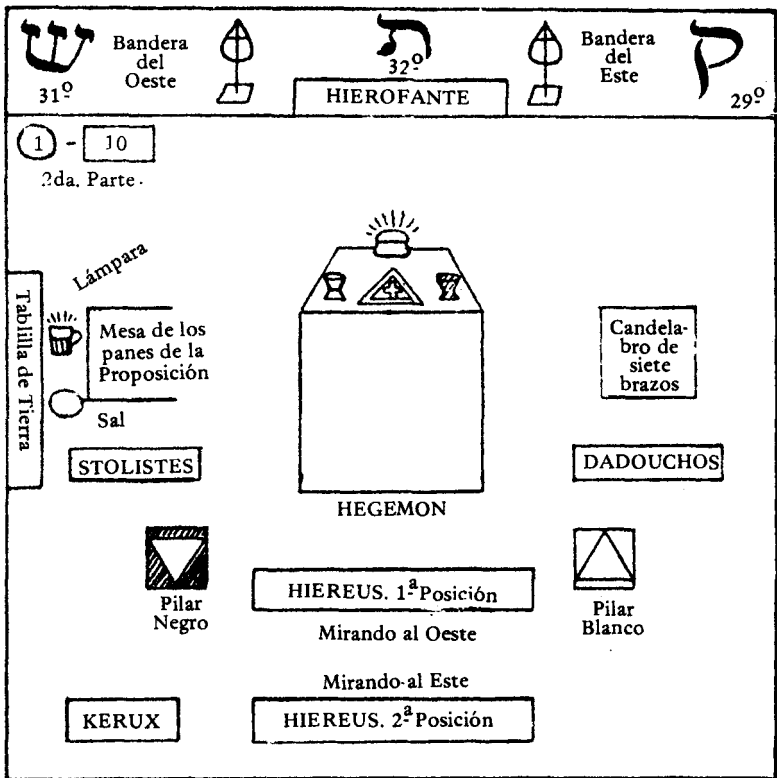 ש
Bandera
del
Oeste
31º
ת
32º
HIEROFANTE
Bandera
del
Este
ק
29º
1 - 10
2da. Parte.
Lámpara
Tablilla de Tierra
Mesa de los
panes de la
Proposición
Sal
Candela-
bro de
siete
brazos
STOLISTES
DADOUCHOS
HEGEMON
Pilar
Negro
HIEREUS. 1ª Posición
Mirando al Oeste
Pilar
Blanco
Mirando al Este
KERUX
HIEREUS. 2ª Posición